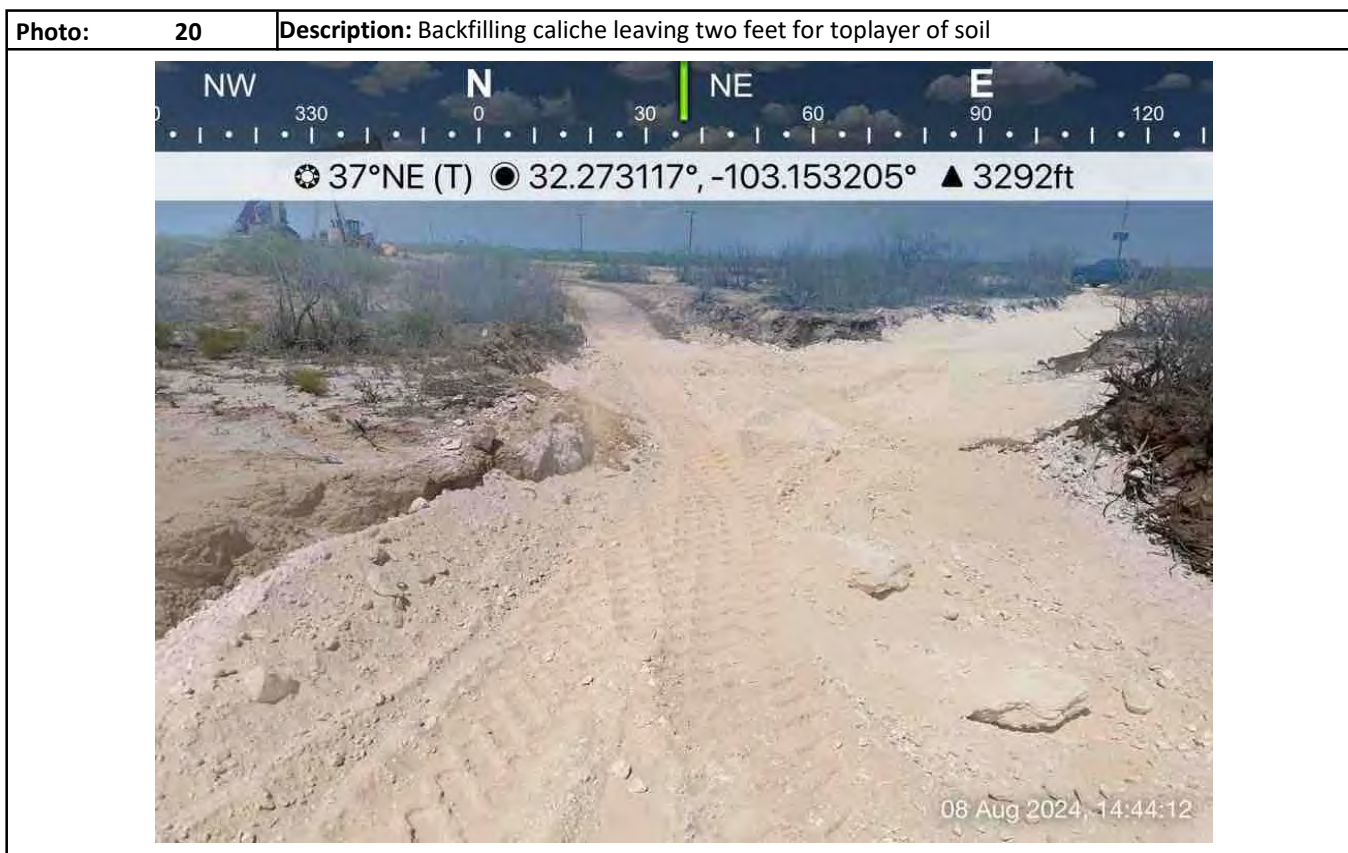 Photo: 20 Description: Backfilling caliche leaving two feet for toplayer of soil
NW N NE E
330 0 30 60 90 120
37°NE (T) 32.273117°, -103.153205° ▲ 3292ft
08 Aug 2024, 14:44:12